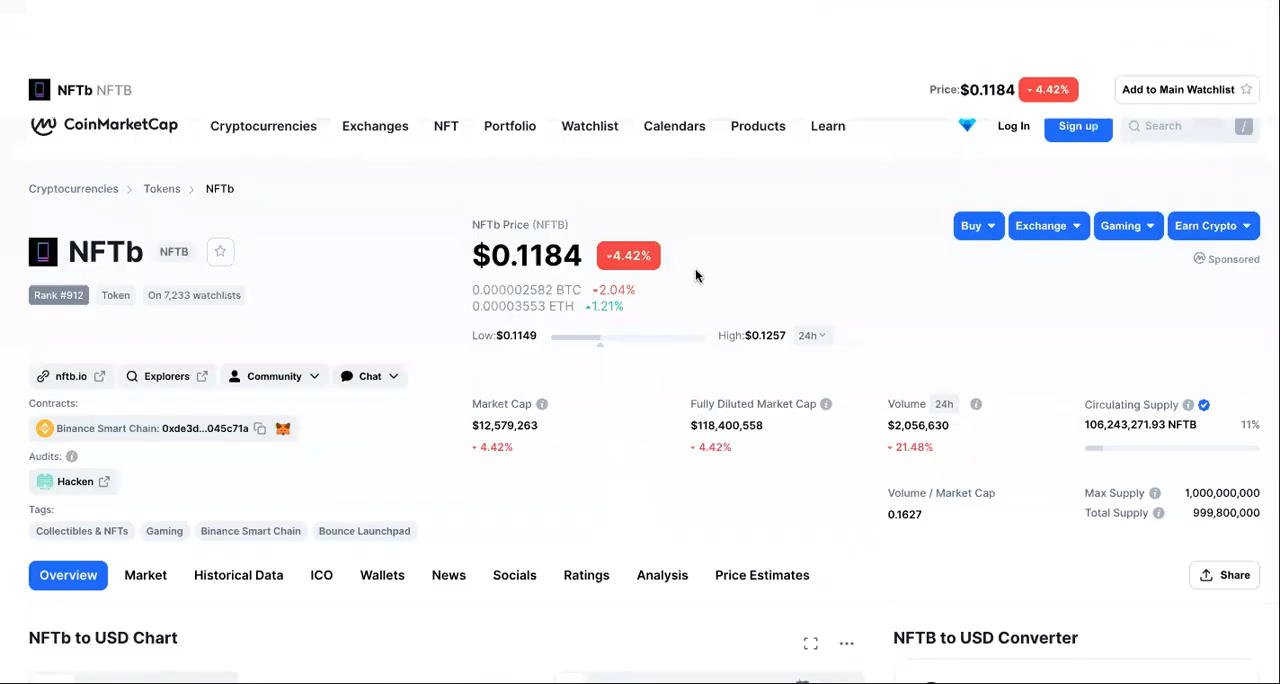 NFTb NFTB
Price:$0.1184 - 4.42% Add to Main Watchlist
CoinMarketCap Cryptocurrencies Exchanges NFT Portfolio Watchlist Calendars Products Learn Log In Sign up Search /
Cryptocurrencies > Tokens > NFTb
NFTb NFTB
Rank #912 Token On 7,233 watchlists
NFTb Price (NFTB)
$0.1184 4.42%
0.000002582 BTC 2.04%
0.00003553 ETH 1.21%
Low:$0.1149 High:$0.1257 24h
Buy Exchange Gaming Earn Crypto
Sponsored
nftb.io Explorers Community Chat
Contracts:
Binance Smart Chain: 0xde3d...045c71a
Audits:
Hacken
Tags:
Collectibles & NFTs Gaming Binance Smart Chain Bounce Launchpad
Market Cap
$12,579,263
4.42%
Fully Diluted Market Cap
$118,400,558
4.42%
Volume 24h
$2,056,630
21.48%
Volume / Market Cap
0.1627
Circulating Supply
106,243,271.93 NFTB 11%
Max Supply 1,000,000,000
Total Supply 999,800,000
Overview Market Historical Data ICO Wallets News Socials Ratings Analysis Price Estimates Share
NFTb to USD Chart
NFTB to USD Converter